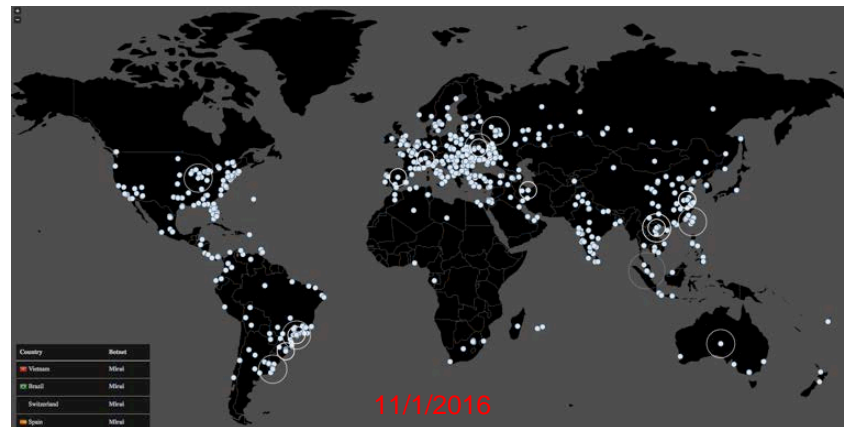 +
-
Country Botnet
Vietnam Mirai
Brazil Mirai
Switzerland Mirai
Spain Mirai
11/1/2016